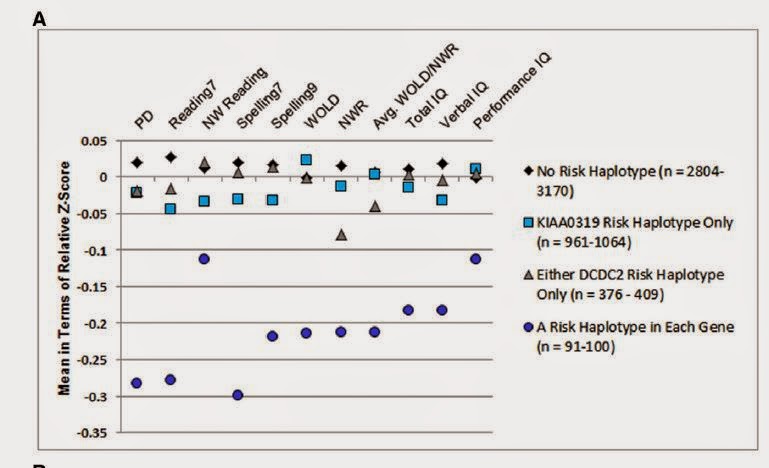 A
PD
Reading7
NW Reading
Spelling7
Spelling9
WOLD
NWR
Avg. WOLD/NWR
Total IQ
Verbal IQ
Performance IQ
Mean in Terms of Relative Z-Score
0.05
0
-0.05
-0.1
-0.15
-0.2
-0.25
-0.3
-0.35
No Risk Haplotype (n = 2804-
3170)
KIAA0319 Risk Haplotype Only
(n = 961-1064)
Either DCDC2 Risk Haplotype
Only (n = 376 - 409)
A Risk Haplotype in Each Gene
(n = 91-100)